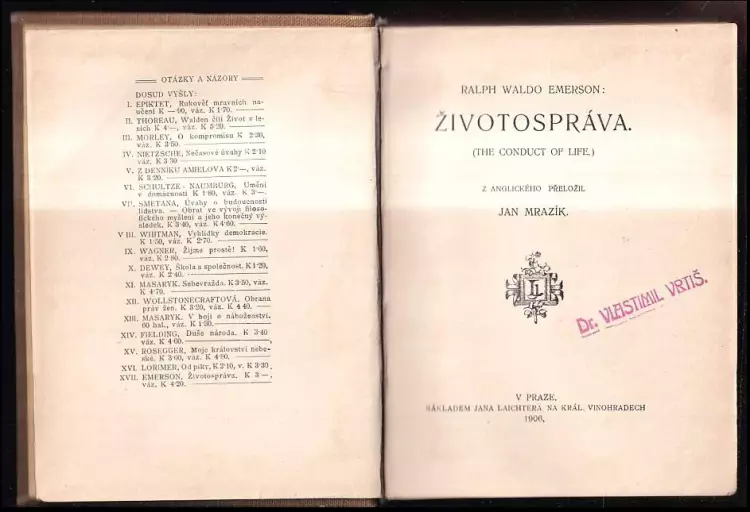 OTÁZKY A NÁZORY
DOSUD VYŠLY:
I. EPIKTET, Rukověť mravních na-
učení K —·90, váz. K 1·70.
II. THOREAU, Walden čili Život v le-
sích K 4·—, váz. K 5·20.
III. MORLEY, O kompromisu K 2·30,
váz. K 3·50.
IV. NIETZSCHE, Nečasové úvahy K 2·10
váz. K 3·30
V. Z DENNÍKU AMIELOVA K 2·—, váz.
K 3·20.
VI. SCHULTZE-NAUMBURG, Umění
v domácnosti K 1·80, váz. K 3·—.
VII. SMETANA, Úvahy o budoucnosti
lidstva. — Obrat ve vývoji filoso-
fického myšlení a jeho konečný vý-
sledek. K 3·40, váz. K 4·60.
VIII. WHITMAN, Vyhlídky demokracie.
K 1·50, váz. K 2·70.
IX. WAGNER, Žijme prostě! K 1·60,
váz. K 2·80.
X. DEWEY, Škola a společnost. K 1·20,
váz. K 2·40.
XI. MASARYK. Sebevražda. K 3·50, váz.
K 4·70.
XII. WOLLSTONECRAFTOVÁ. Obrana
práv žen. K 3·20, váz. K 4·40.
XIII. MASARYK. V boji o náboženství.
60 hal., váz. K 1·30.
XIV. FIELDING, Duše národa. K 3·40
váz. K 4·60.
XV. ROSEGGER, Moje království nebe-
ské. K 3·60, váz. K 4·80.
XVI. LORIMER, Od piky, K 2·10, v. K 3·30.
XVII. EMERSON, Životospráva. K 3—,
váz. K 4·20.
RALPH WALDO EMERSON:
ŽIVOTOSPRÁVA.
(THE CONDUCT OF LIFE.)
Z ANGLICKÉHO PŘELOŽIL
JAN MRAZÍK.
Dr. VLASTIMIL VRTIŠ.
V PRAZE.
NÁKLADEM JANA LAICHTERA NA KRÁL. VINOHRADECH
1906.